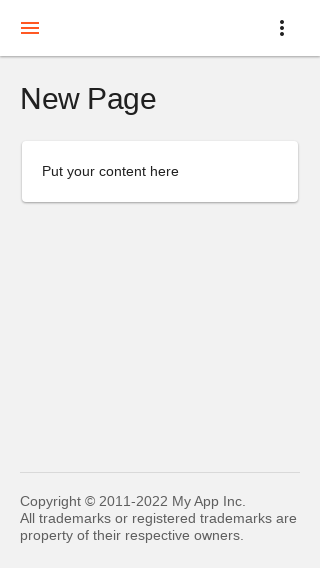 New Page
Put your content here
Copyright © 2011-2022 My App Inc.
All trademarks or registered trademarks are
property of their respective owners.